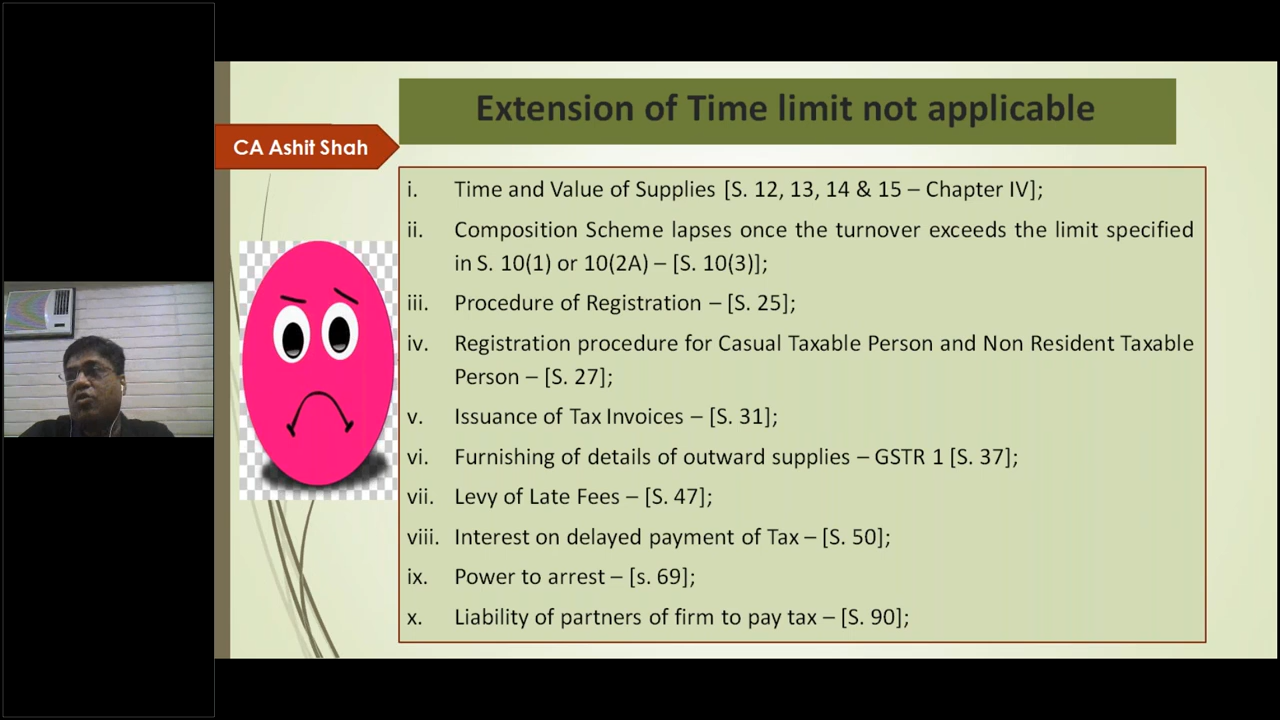 Extension of Time limit not applicable
CA Ashit Shah
i. Time and Value of Supplies [S. 12, 13, 14 & 15 – Chapter IV];
ii. Composition Scheme lapses once the turnover exceeds the limit specified
in S. 10(1) or 10(2A) – [S. 10(3)];
iii. Procedure of Registration – [S. 25];
iv. Registration procedure for Casual Taxable Person and Non Resident Taxable
Person – [S. 27];
v. Issuance of Tax Invoices – [S. 31];
vi. Furnishing of details of outward supplies – GSTR 1 [S. 37];
vii. Levy of Late Fees – [S. 47];
viii. Interest on delayed payment of Tax – [S. 50];
ix. Power to arrest – [s. 69];
x. Liability of partners of firm to pay tax – [S. 90];